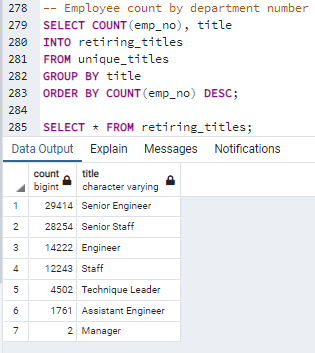 278 -- Employee count by department number
279 SELECT COUNT(emp_no), title
280 INTO retiring_titles
281 FROM unique_titles
282 GROUP BY title
283 ORDER BY COUNT(emp_no) DESC;
284
285 SELECT * FROM retiring_titles;
Data Output Explain Messages Notifications
count title
bigint character varying
1 29414 Senior Engineer
2 28254 Senior Staff
3 14222 Engineer
4 12243 Staff
5 4502 Technique Leader
6 1761 Assistant Engineer
7 2 Manager